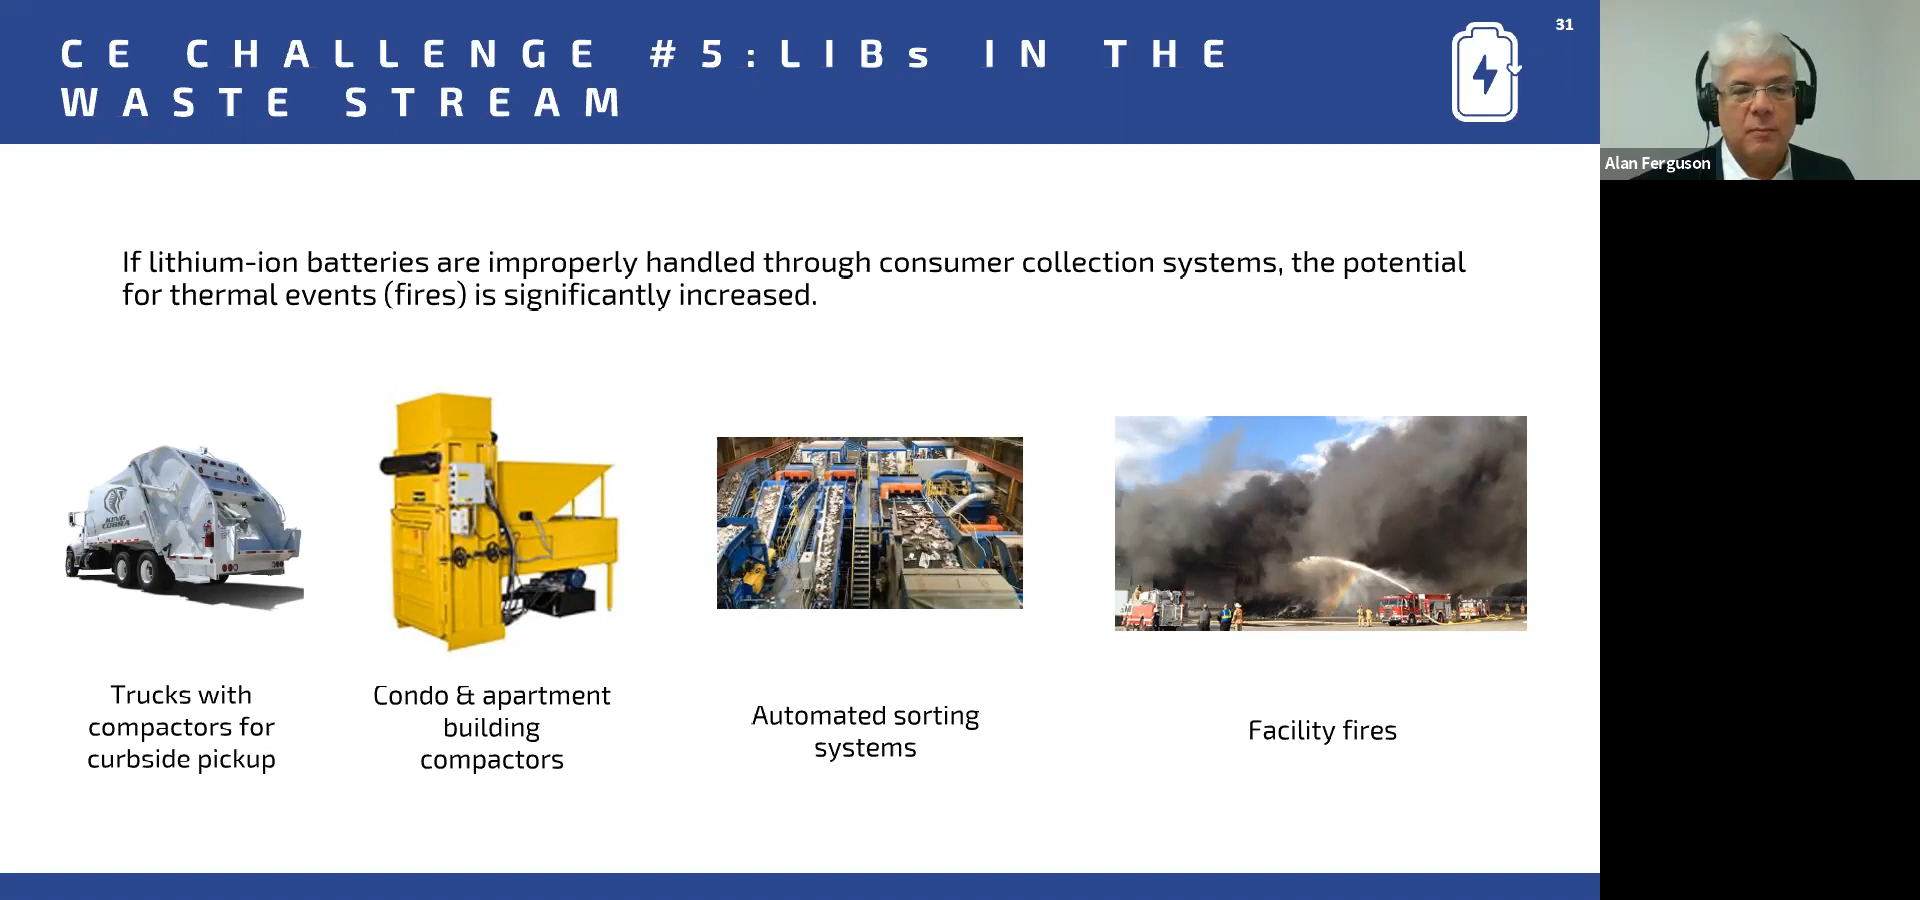 CE CHALLENGE #5:LIBs IN THE
WASTE STREAM
31
Alan Ferguson
If lithium-ion batteries are improperly handled through consumer collection systems, the potential
for thermal events (fires) is significantly increased.
KING
COBRA
Trucks with
compactors for
curbside pickup
Condo & apartment
building
compactors
Automated sorting
systems
Facility fires